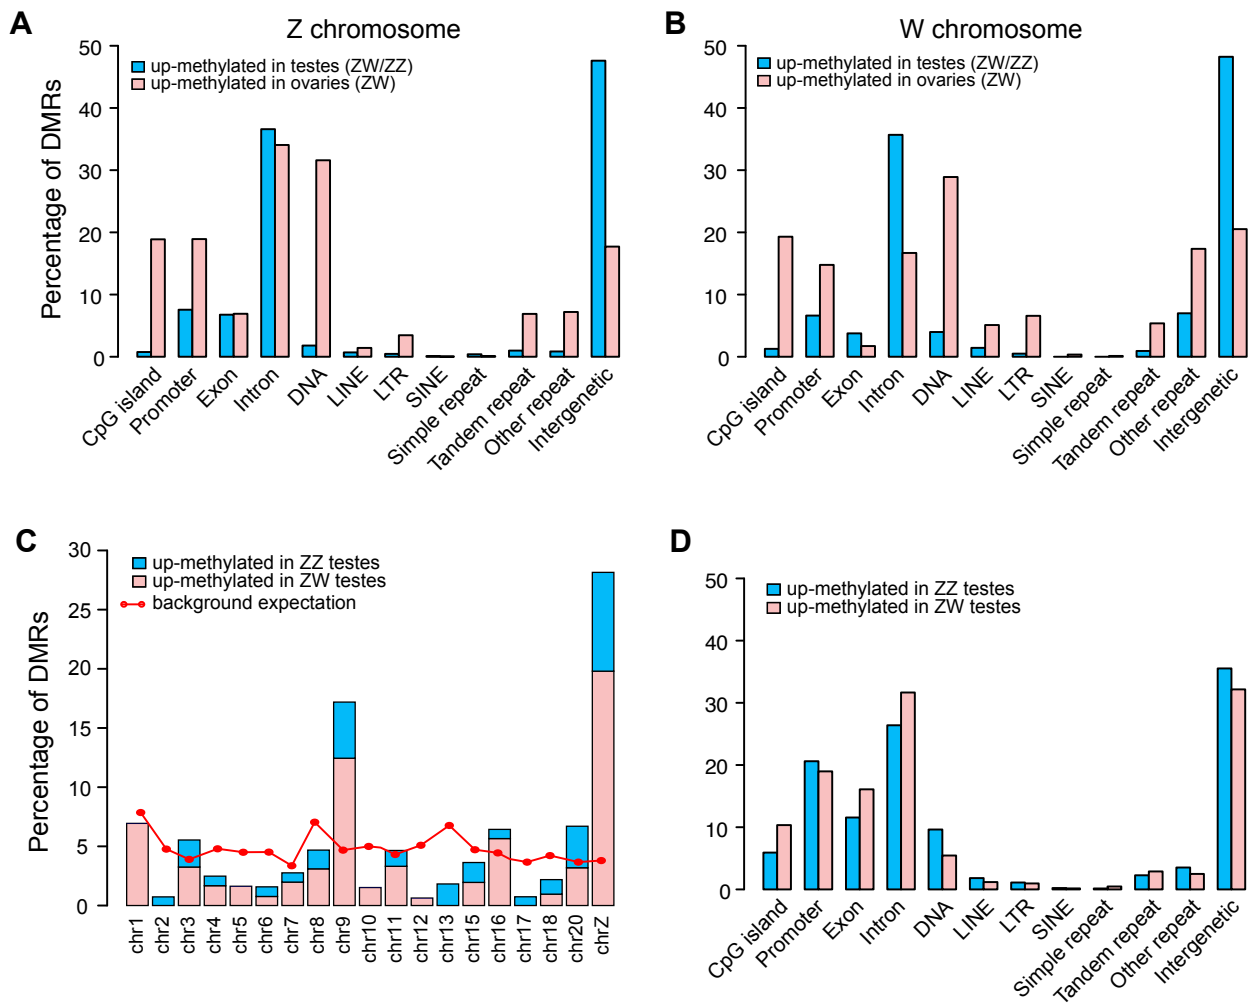 A
Z chromosome
Percentage of DMRs
50
40
30
20
10
0
up-methylated in testes (ZW/ZZ)
up-methylated in ovaries (ZW)
CpG island
Promoter
Exon
Intron
DNA
LINE
LTR
SINE
Simple repeat
Tandem repeat
Other repeat
Intergenetic
B
W chromosome
50
40
30
20
10
0
up-methylated in testes (ZW/ZZ)
up-methylated in ovaries (ZW)
CpG island
Promoter
Exon
Intron
DNA
LINE
LTR
SINE
Simple repeat
Tandem repeat
Other repeat
Intergenetic
C
Percentage of DMRs
30
25
20
15
10
5
0
up-methylated in ZZ testes
up-methylated in ZW testes
background expectation
chr1
chr2
chr3
chr4
chr5
chr6
chr7
chr8
chr9
chr10
chr11
chr12
chr13
chr15
chr16
chr17
chr18
chr20
chrZ
D
50
40
30
20
10
0
up-methylated in ZZ testes
up-methylated in ZW testes
CpG island
Promoter
Exon
Intron
DNA
LINE
LTR
SINE
Simple repeat
Tandem repeat
Other repeat
Intergenetic